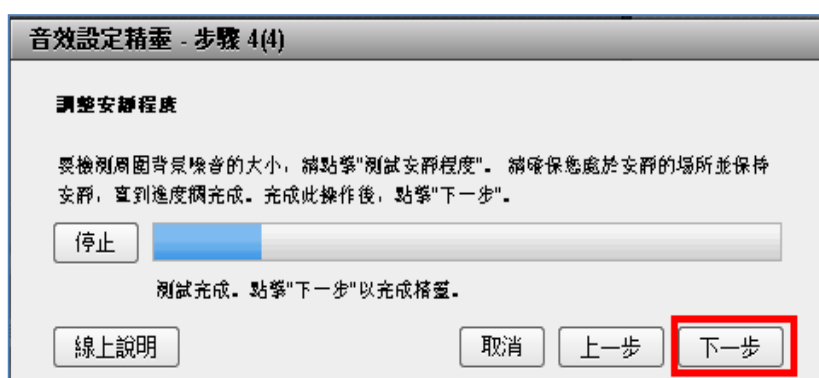 音效設定精靈 - 步驟 4(4)
調整安靜程度
要檢測周圍背景噪音的大小，請點擊"測試安靜程度"。 請確保您處於安靜的場所並保持
安靜，直到進度欄完成。完成此操作後，點擊"下一步"。
停止
測試完成。點擊"下一步"以完成精靈。
線上說明
取消
上一步
下一步